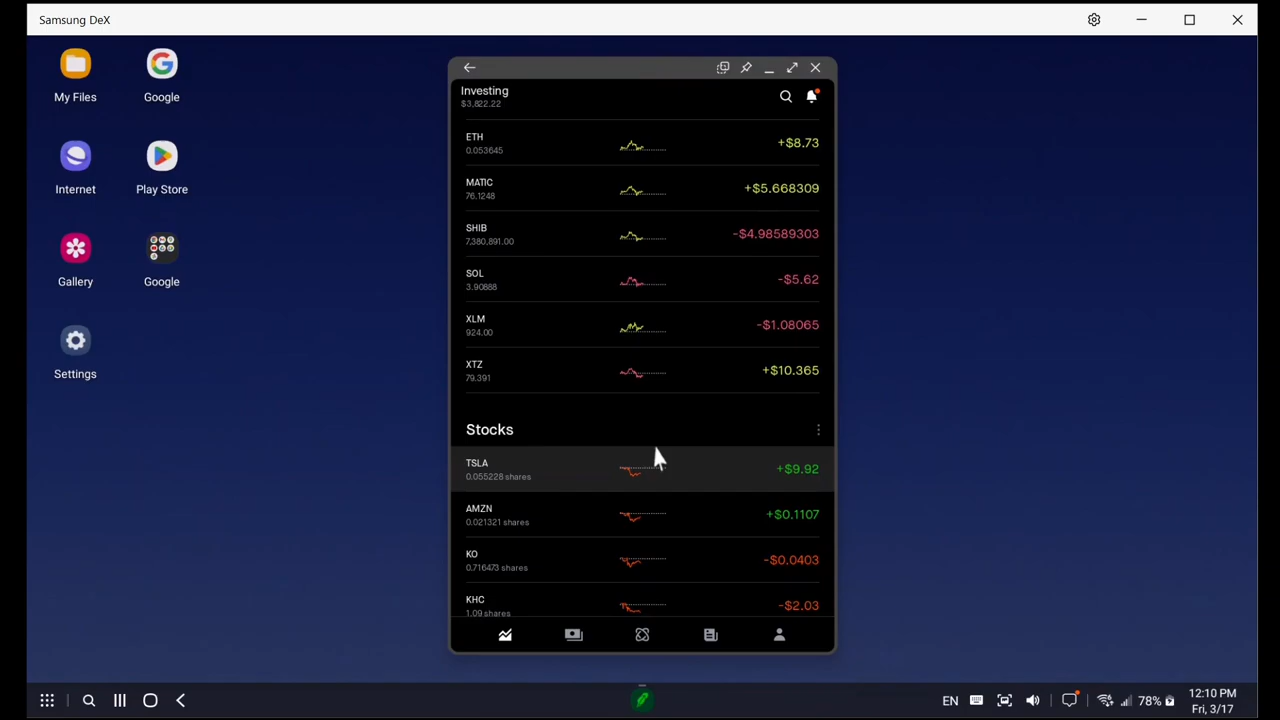 Samsung DeX
My Files
Google
Internet
Play Store
Gallery
Google
Settings
Investing
$3,822.22
ETH
0.053645
+$8.73
MATIC
76.1248
+$5.668309
SHIB
7,380,891.00
-$4.98589303
SOL
3.90888
-$5.62
XLM
924.00
-$1.08065
XTZ
79.391
+$10.365
Stocks
TSLA
0.055228 shares
+$9.92
AMZN
0.021321 shares
+$0.1107
KO
0.716473 shares
-$0.0403
KHC
1.09 shares
-$2.03
EN
78%
12:10 PM
Fri, 3/17